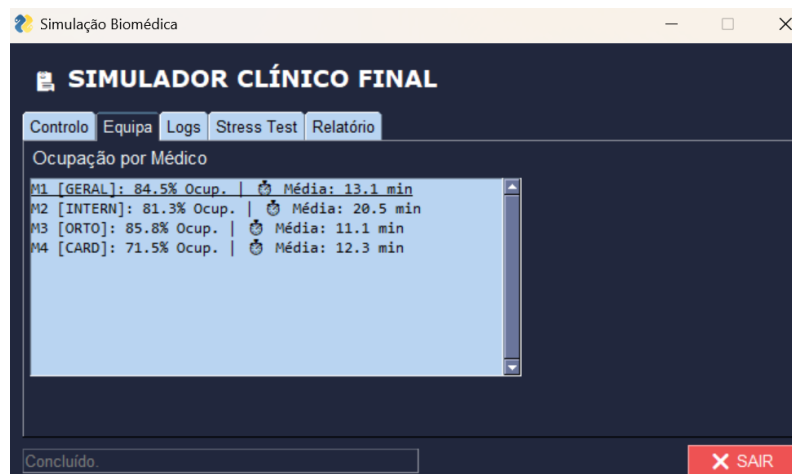 Simulação Biomédica
SIMULADOR CLÍNICO FINAL
Controlo Equipa Logs Stress Test Relatório
Ocupação por Médico
M1 [GERAL]: 84.5% Ocup. | ⏱ Média: 13.1 min
M2 [INTERN]: 81.3% Ocup. | ⏱ Média: 20.5 min
M3 [ORTO]: 85.8% Ocup. | ⏱ Média: 11.1 min
M4 [CARD]: 71.5% Ocup. | ⏱ Média: 12.3 min
Concluído.
SAIR